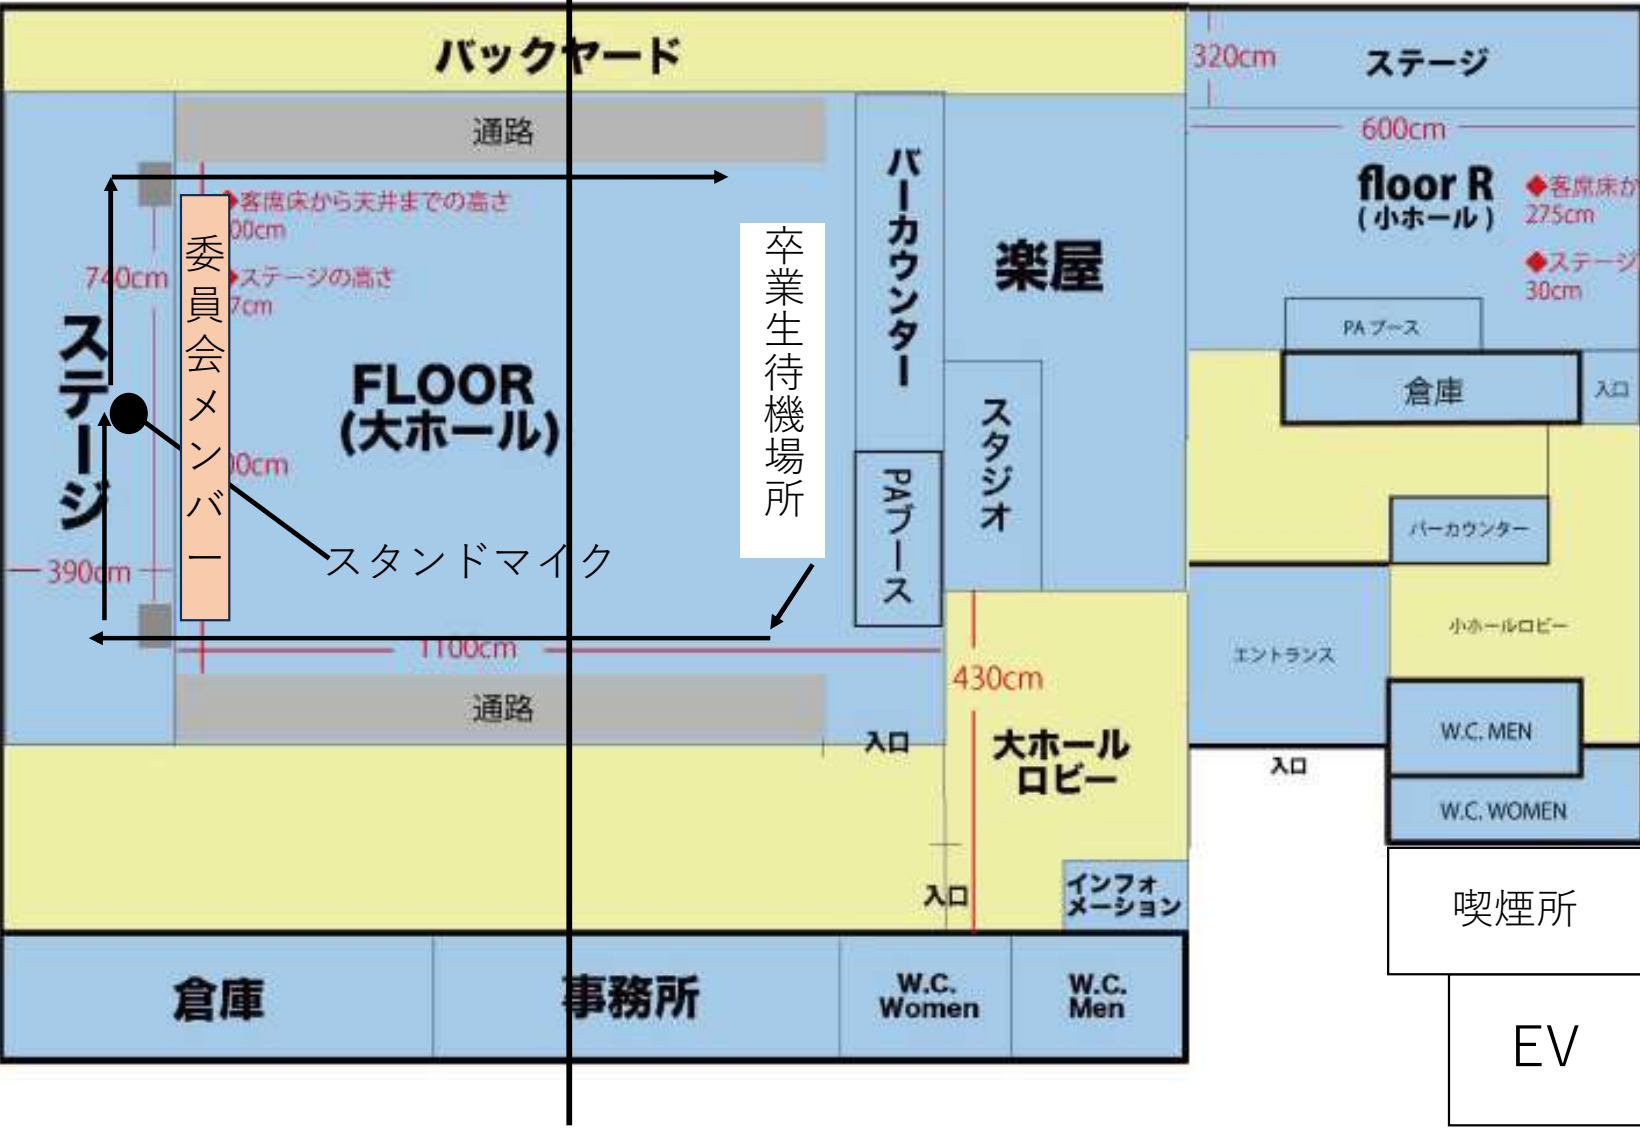 バックヤード
320cm
ステージ
通路
600cm
floor R
(小ホール)
◆客席床か
275cm
◆ステージ
30cm
バーカウンター
楽屋
◆客席床から天井までの高さ
00cm
◆ステージの高さ
7cm
委員会メンバー
卒業生待機場所
740cm
ステージ
FLOOR
(大ホール)
PA ブース
倉庫
入口
スタジオ
PAブース
00cm
スタンドマイク
バーカウンター
390cm
小ホールロビー
エントランス
1100cm
430cm
通路
入口
大ホール
ロビー
W.C. MEN
入口
W.C. WOMEN
入口
インフォ
メーション
喫煙所
倉庫
事務所
W.C.
Women
W.C.
Men
EV